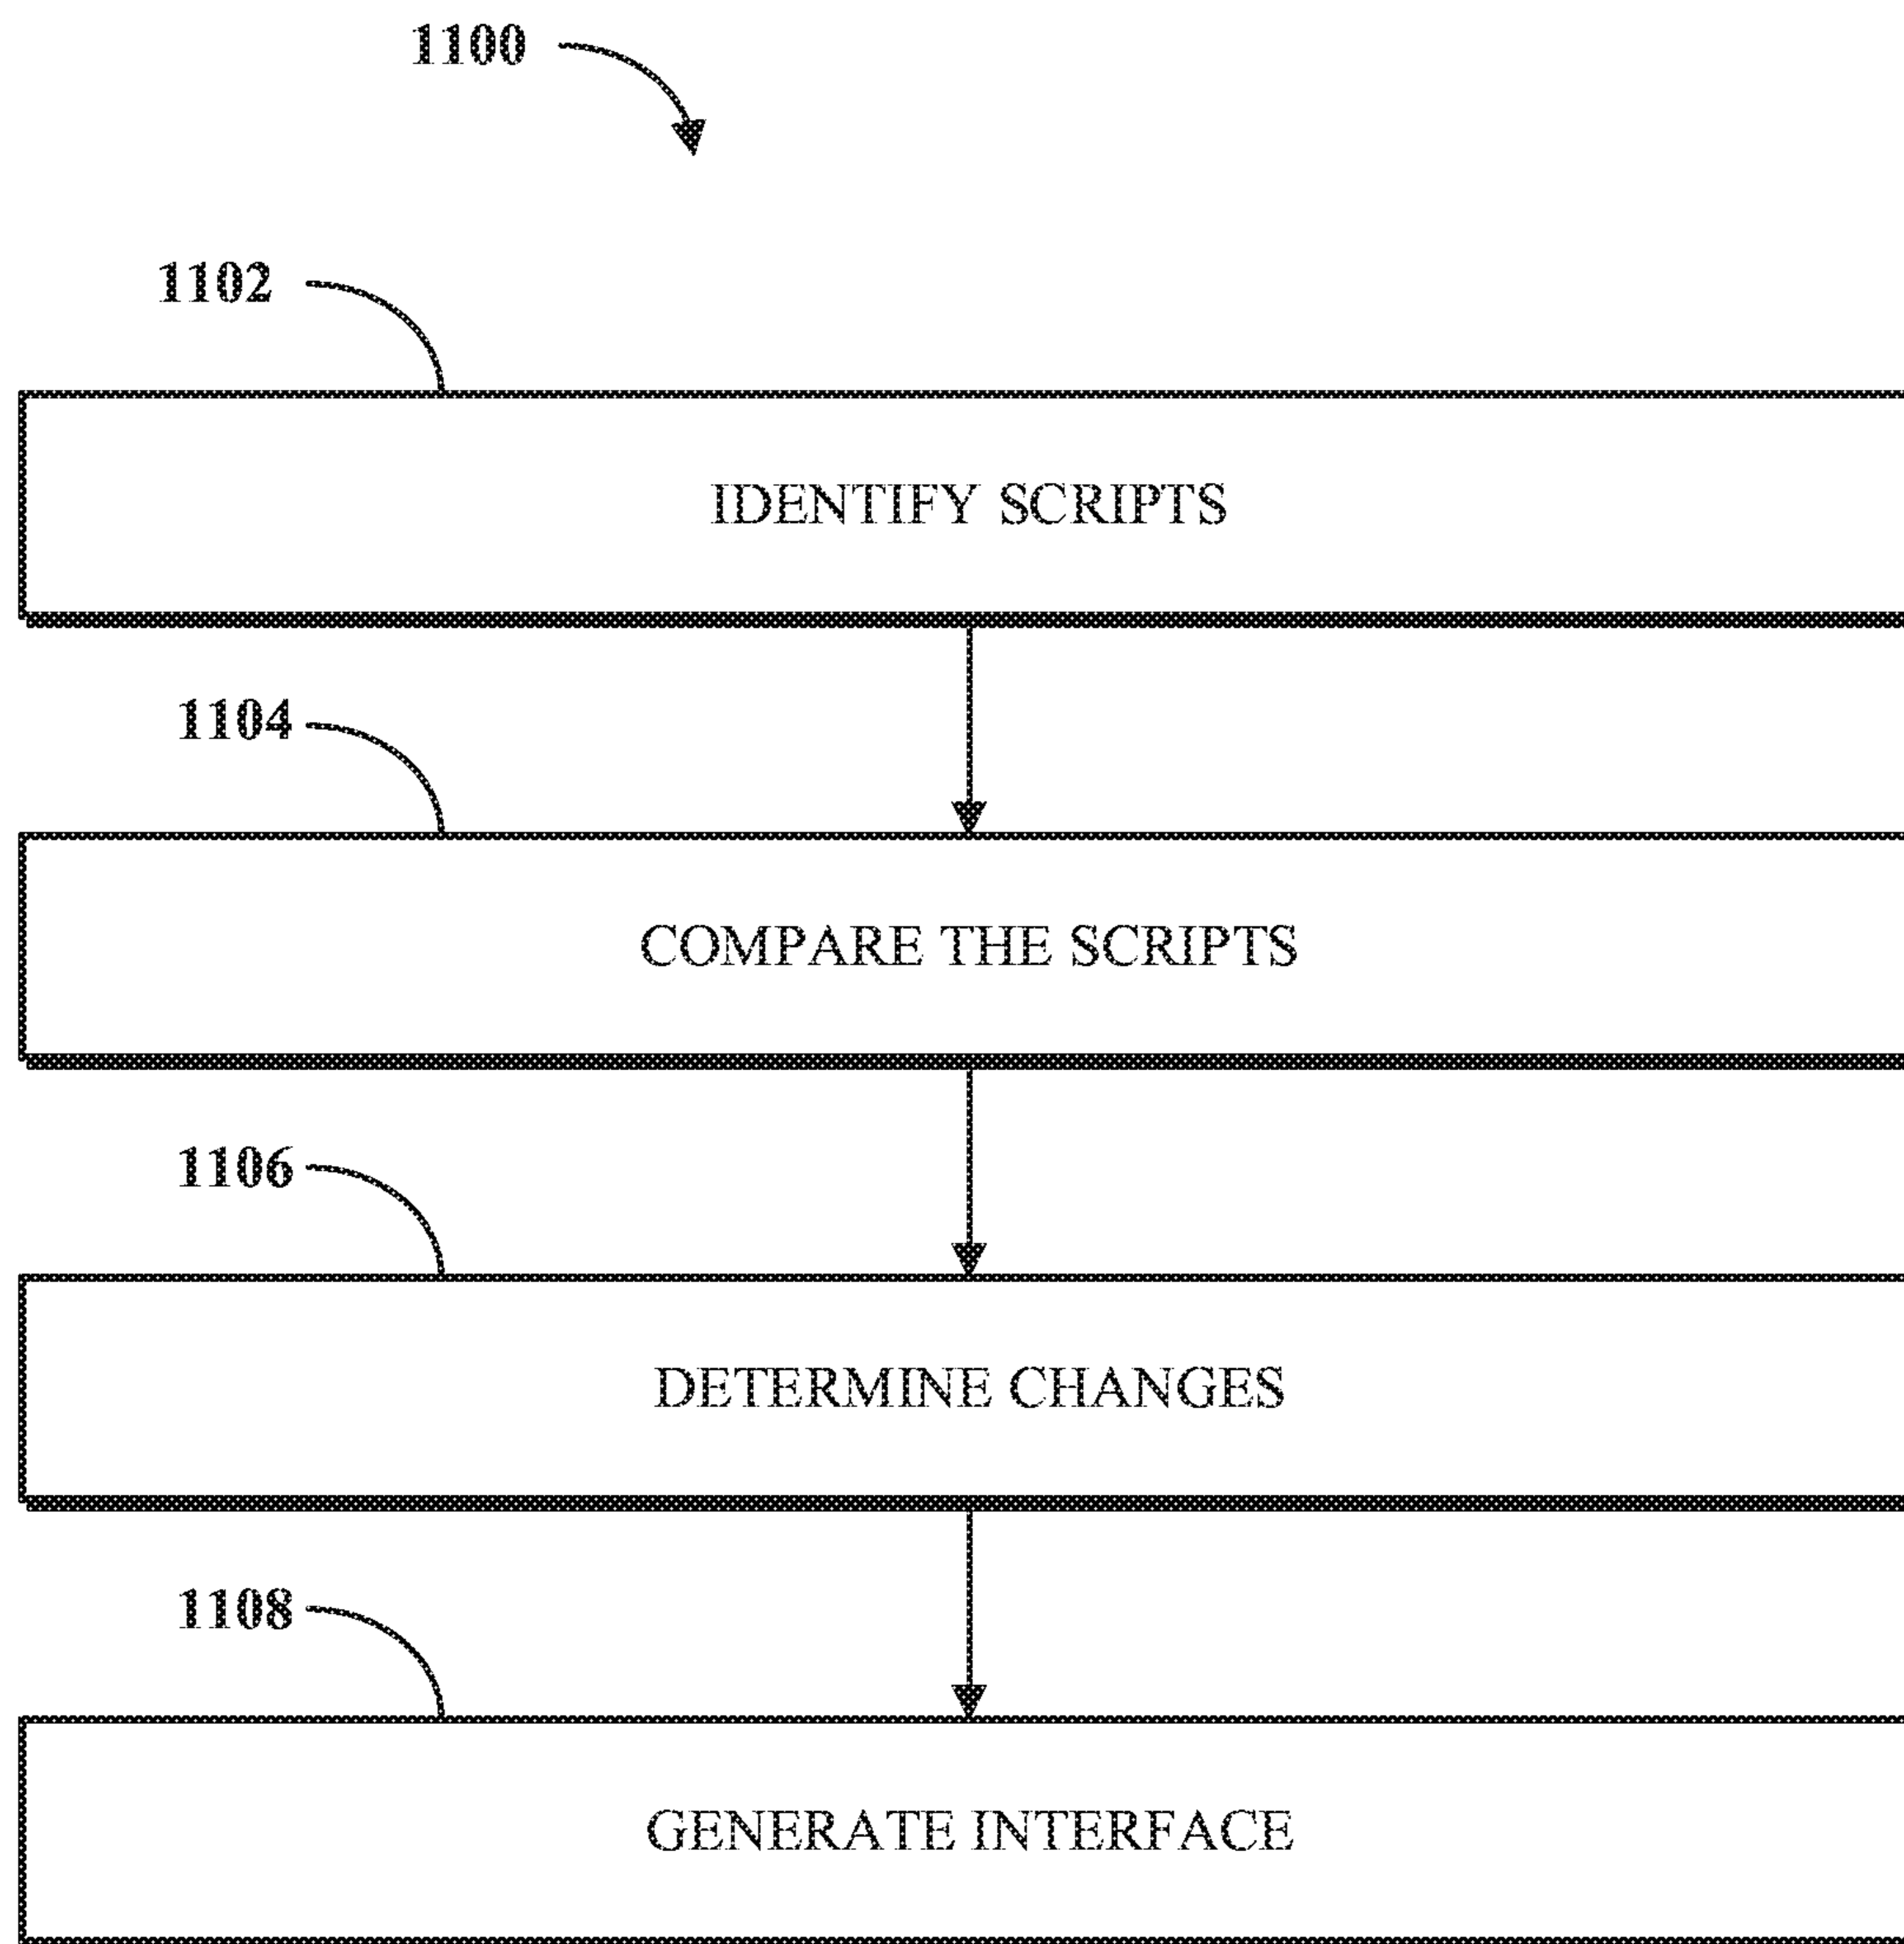 1100
1102
IDENTIFY SCRIPTS
1104
COMPARE THE SCRIPTS
1106
DETERMINE CHANGES
1108
GENERATE INTERFACE